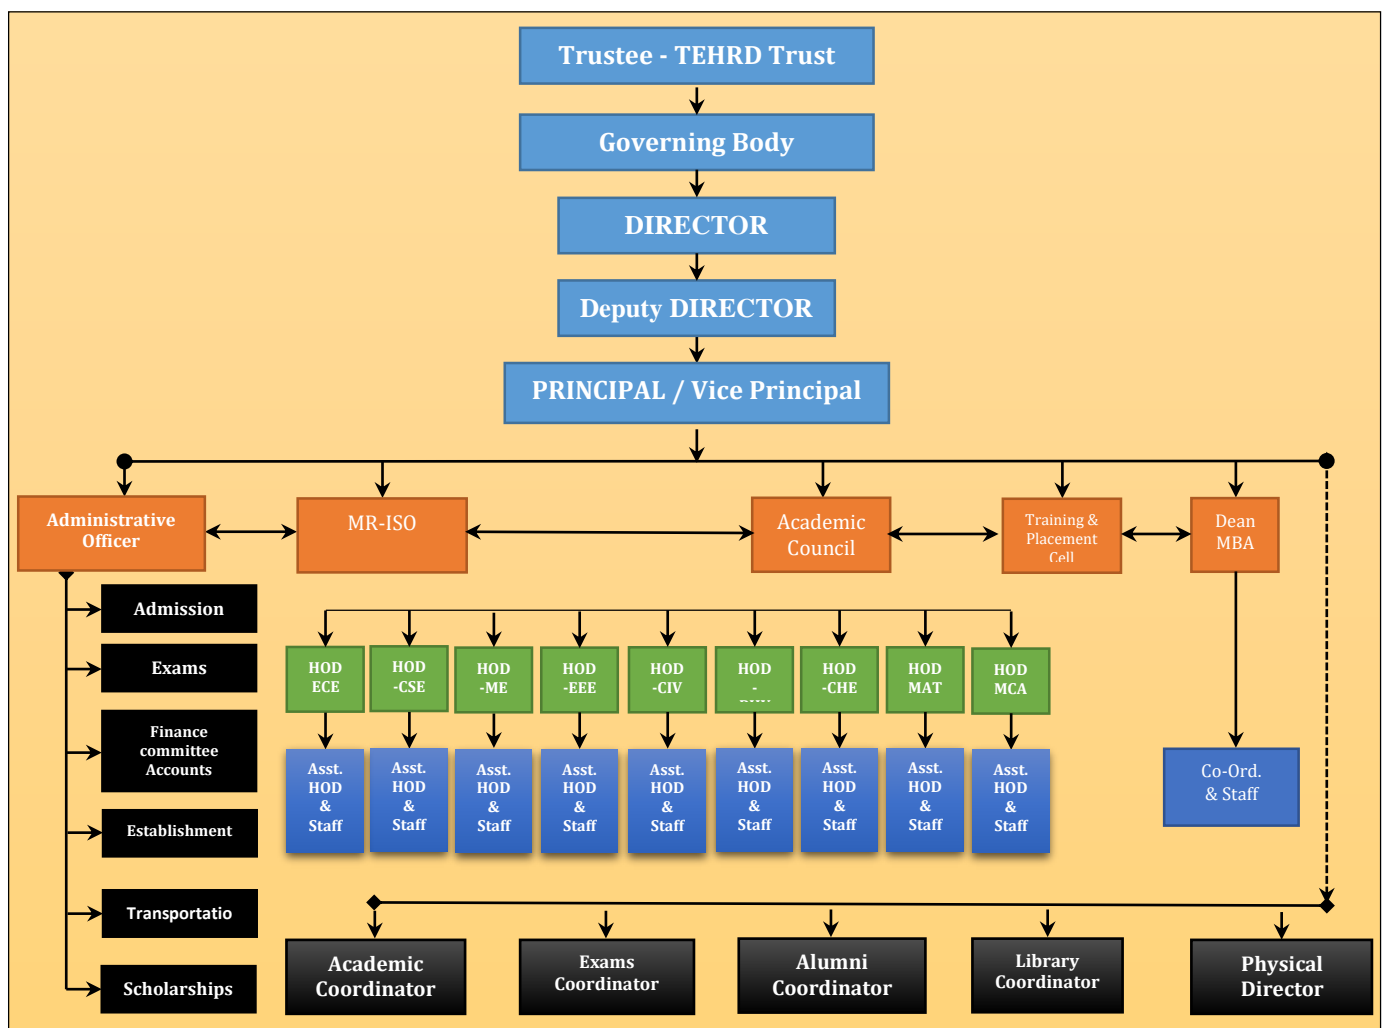 Trustee - TEHRD Trust
Governing Body
DIRECTOR
Deputy DIRECTOR
PRINCIPAL / Vice Principal
Administrative
Officer
MR-ISO
Academic
Council
Training &
Placement
Cell
Dean
MBA
Admission
Exams
Finance
committee
Accounts
Establishment
Transportatio
Scholarships
HOD
ECE
HOD
-CSE
HOD
-ME
HOD
-EEE
HOD
-CIV
HOD
-
HOD
-CHE
HOD
MAT
HOD
MCA
Asst.
HOD
&
Staff
Asst.
HOD
&
Staff
Asst.
HOD
&
Staff
Asst.
HOD
&
Staff
Asst.
HOD
&
Staff
Asst.
HOD
&
Staff
Asst.
HOD
&
Staff
Asst.
HOD
&
Staff
Asst.
HOD
&
Staff
Co-Ord.
& Staff
Academic
Coordinator
Exams
Coordinator
Alumni
Coordinator
Library
Coordinator
Physical
Director